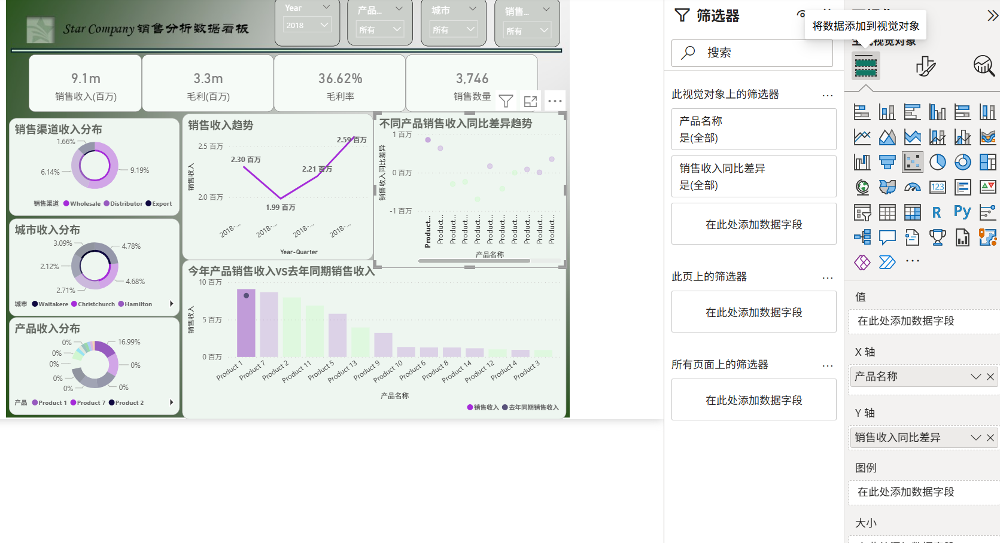 Star Company 销售分析数据看板
Year
2018
产品...
所有
城市
所有
销售...
所有
9.1m
销售收入(百万)
3.3m
毛利(百万)
36.62%
毛利率
3,746
销售数量
销售渠道收入分布
1.66%
6.14%
9.19%
销售渠道 Wholesale Distributor Export
城市收入分布
3.09%
4.78%
2.12%
4.68%
2.71%
城市 Waitakere Christchurch Hamilton
产品收入分布
0%
16.99%
0%
0%
0%
0%
0%
0%
产品 Product 1 Product 7 Product 2
销售收入趋势
销售收入
2.5 百万
2.0 百万
2.30 百万
1.99 百万
2.21 百万
2.59 百万
2018-...
2018-...
2018-...
2018-...
Year-Quarter
不同产品销售收入同比差异趋势
销售收入同比差异
1 百万
0 百万
-1 百万
Product...
Product...
Product...
Product...
Product...
Product...
Product...
Product...
Product...
Product...
Product...
产品名称
今年产品销售收入VS去年同期销售收入
销售收入
10 百万
5 百万
0 百万
Product 1
Product 7
Product 2
Product 11
Product 5
Product 13
Product 9
Product 10
Product 6
Product 8
Product 14
Product 12
Product 4
Product 3
产品名称
销售收入 去年同期销售收入
筛选器
搜索
此视觉对象上的筛选器
...
产品名称
是(全部)
销售收入同比差异
是(全部)
在此处添加数据字段
此页上的筛选器
...
在此处添加数据字段
所有页面上的筛选器
...
在此处添加数据字段
将数据添加到视觉对象
视觉对象
123
R
Py
...
值
在此处添加数据字段
X 轴
产品名称
Y 轴
销售收入同比差异
图例
在此处添加数据字段
大小